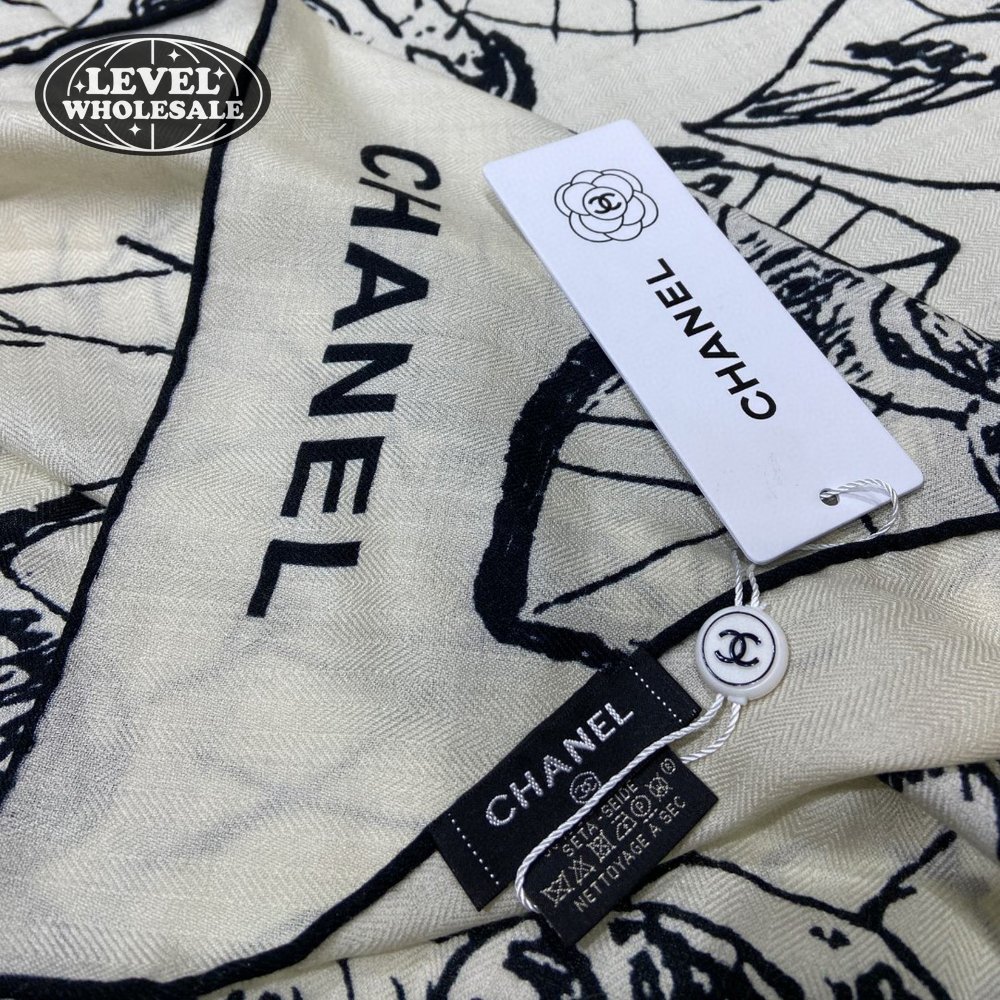 LEVEL
WHOLESALE
CHANEL
CHANEL
CHANEL
SETA-SEIDE
NETTOYAGE A SEC